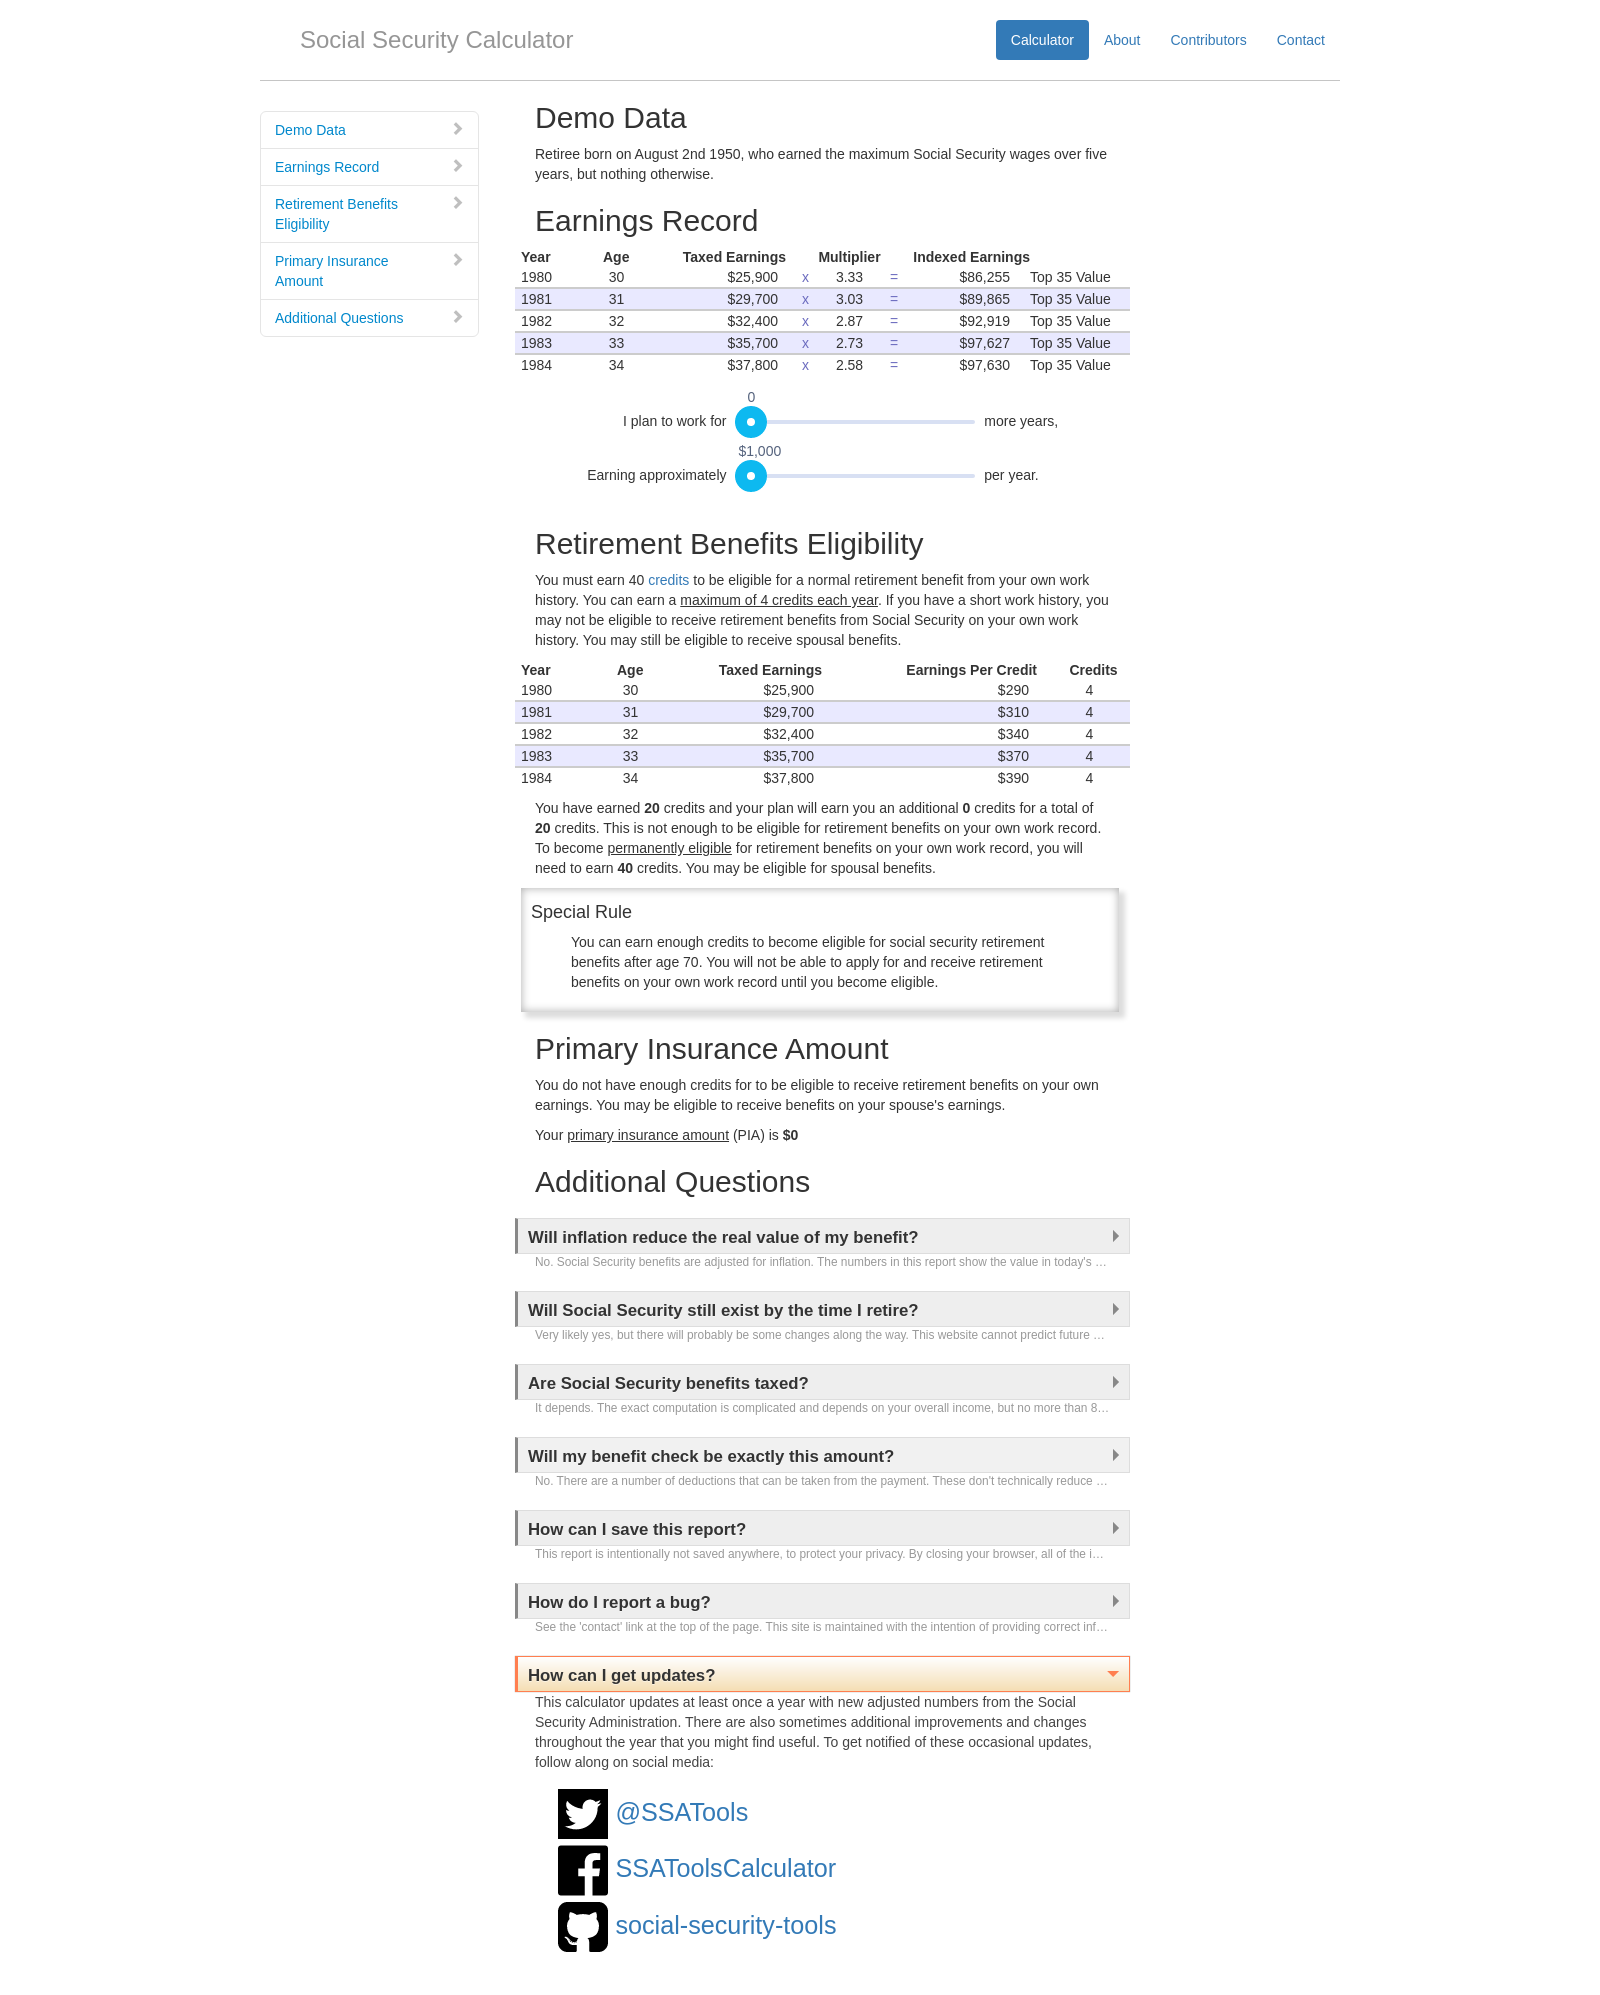 Social Security Calculator
Calculator About Contributors Contact
Demo Data
Earnings Record
Retirement Benefits
Eligibility
Primary Insurance
Amount
Additional Questions
Demo Data
Retiree born on August 2nd 1950, who earned the maximum Social Security wages over five
years, but nothing otherwise.
Earnings Record
Year Age Taxed Earnings Multiplier Indexed Earnings
1980 30 $25,900 x 3.33 = $86,255 Top 35 Value
1981 31 $29,700 x 3.03 = $89,865 Top 35 Value
1982 32 $32,400 x 2.87 = $92,919 Top 35 Value
1983 33 $35,700 x 2.73 = $97,627 Top 35 Value
1984 34 $37,800 x 2.58 = $97,630 Top 35 Value
0
I plan to work for more years,
$1,000
Earning approximately per year.
Retirement Benefits Eligibility
You must earn 40 credits to be eligible for a normal retirement benefit from your own work
history. You can earn a maximum of 4 credits each year. If you have a short work history, you
may not be eligible to receive retirement benefits from Social Security on your own work
history. You may still be eligible to receive spousal benefits.
Year Age Taxed Earnings Earnings Per Credit Credits
1980 30 $25,900 $290 4
1981 31 $29,700 $310 4
1982 32 $32,400 $340 4
1983 33 $35,700 $370 4
1984 34 $37,800 $390 4
You have earned 20 credits and your plan will earn you an additional 0 credits for a total of
20 credits. This is not enough to be eligible for retirement benefits on your own work record.
To become permanently eligible for retirement benefits on your own work record, you will
need to earn 40 credits. You may be eligible for spousal benefits.
Special Rule
You can earn enough credits to become eligible for social security retirement
benefits after age 70. You will not be able to apply for and receive retirement
benefits on your own work record until you become eligible.
Primary Insurance Amount
You do not have enough credits for to be eligible to receive retirement benefits on your own
earnings. You may be eligible to receive benefits on your spouse's earnings.
Your primary insurance amount (PIA) is $0
Additional Questions
Will inflation reduce the real value of my benefit?
No. Social Security benefits are adjusted for inflation. The numbers in this report show the value in today's …
Will Social Security still exist by the time I retire?
Very likely yes, but there will probably be some changes along the way. This website cannot predict future …
Are Social Security benefits taxed?
It depends. The exact computation is complicated and depends on your overall income, but no more than 8…
Will my benefit check be exactly this amount?
No. There are a number of deductions that can be taken from the payment. These don't technically reduce …
How can I save this report?
This report is intentionally not saved anywhere, to protect your privacy. By closing your browser, all of the i…
How do I report a bug?
See the 'contact' link at the top of the page. This site is maintained with the intention of providing correct inf…
How can I get updates?
This calculator updates at least once a year with new adjusted numbers from the Social
Security Administration. There are also sometimes additional improvements and changes
throughout the year that you might find useful. To get notified of these occasional updates,
follow along on social media:
@SSATools
SSAToolsCalculator
social-security-tools